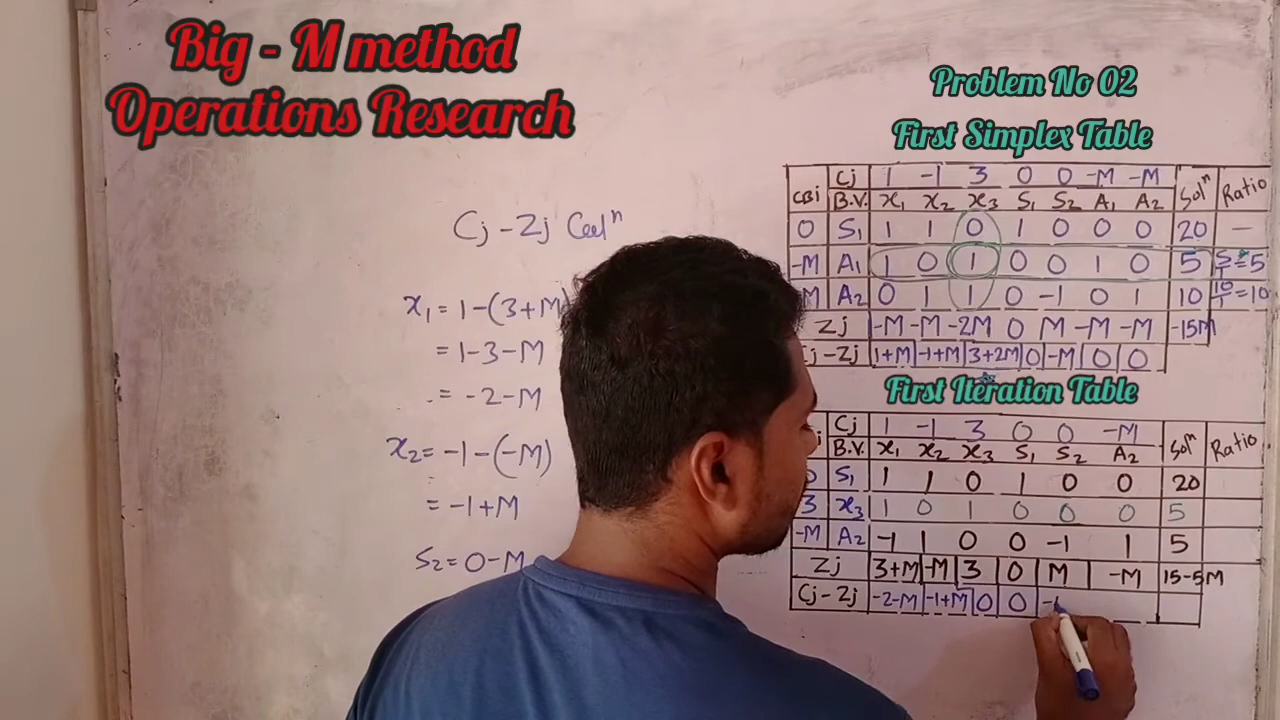 Big - M method
Operations Research
Problem No 02
First Simplex Table
CBi Cj 1 -1 3 0 0 -M -M Solⁿ Ratio
B.V. x₁ x₂ x₃ S₁ S₂ A₁ A₂
0 S₁ 1 1 0 1 0 0 0 20 —
-M A₁ 1 0 1 0 0 1 0 5 5/1=5
M A₂ 0 1 1 0 -1 0 1 10 10/1=10
Zj -M -M -2M 0 M -M -M -15M
j-Zj 1+M -1+M 3+2M 0 -M 0 0
Cj-Zj Calⁿ
x₁ = 1-(3+M)
= 1-3-M
= -2-M
x₂ = -1-(-M)
= -1+M
S₂ = 0-M
First Iteration Table
Cj 1 -1 3 0 0 -M Solⁿ Ratio
B.V. x₁ x₂ x₃ S₁ S₂ A₂
0 S₁ 1 1 0 1 0 0 20
3 x₃ 1 0 1 0 0 0 5
-M A₂ -1 1 0 0 -1 1 5
Zj 3+M -M 3 0 M -M 15-5M
Cj-Zj -2-M -1+M 0 0 -